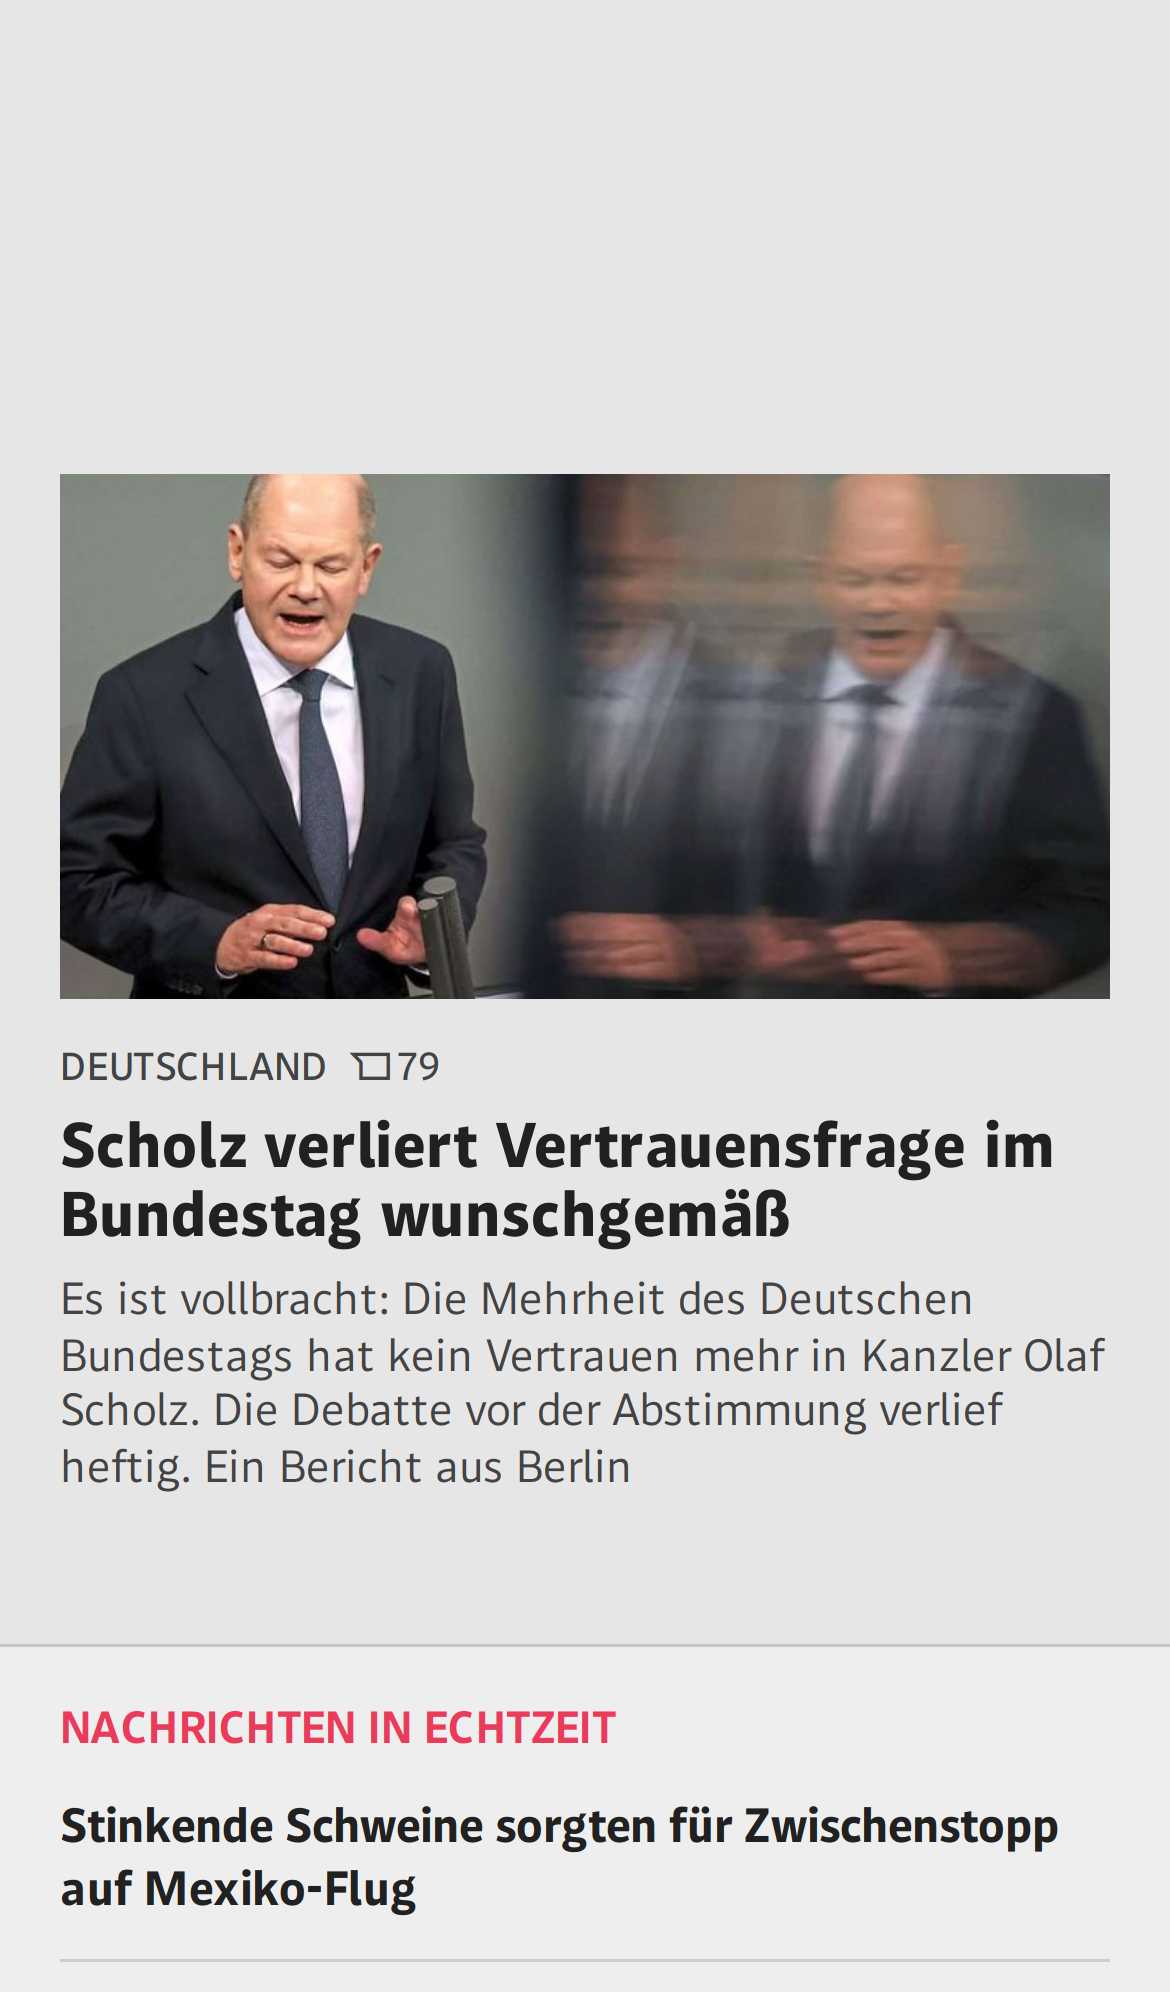 DEUTSCHLAND 79
Scholz verliert Vertrauensfrage im
Bundestag wunschgemäß
Es ist vollbracht: Die Mehrheit des Deutschen
Bundestags hat kein Vertrauen mehr in Kanzler Olaf
Scholz. Die Debatte vor der Abstimmung verlief
heftig. Ein Bericht aus Berlin
NACHRICHTEN IN ECHTZEIT
Stinkende Schweine sorgten für Zwischenstopp
auf Mexiko-Flug